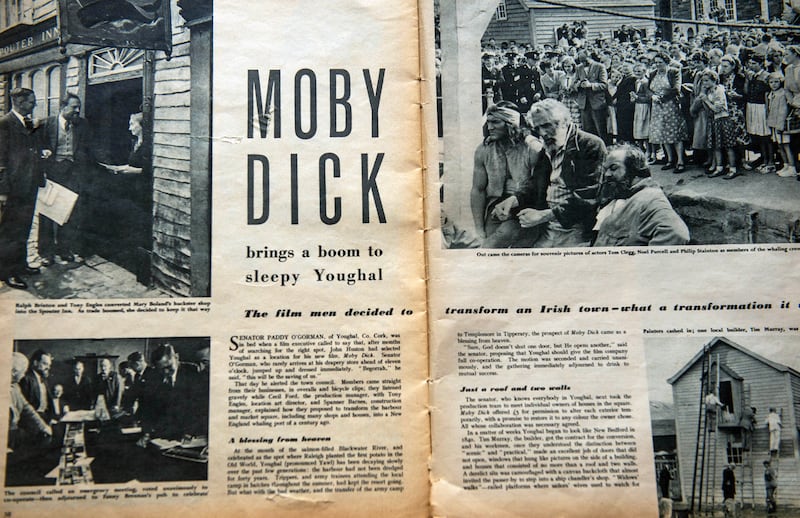 POUTER INN
MOBY
DICK
brings a boom to
sleepy Youghal
Ralph Brinton and Tony Engles converted Mary Boland's huckster shop
into the Spouter Inn. As trade boomed, she decided to keep it that way
Out came the cameras for souvenir pictures of actors Tom Clegg, Noel Purcell and Philip Stainton as members of the whaling crew
The film men decided to transform an Irish town—what a transformation it
SENATOR PADDY O'GORMAN, of Youghal, Co. Cork, was
in bed when a film executive called to say that, after months
of searching for the right spot, John Huston had selected
Youghal as a location for his new film, Moby Dick. Senator
O'Gorman, who rarely arrives at his drapery store ahead of eleven
o'clock, jumped up and dressed immediately. "Begorrah," he
said, "this will be the saving of us."
That day he alerted the town council. Members came straight
from their businesses, in overalls and bicycle clips; they listened
gravely while Cecil Ford, the production manager, with Tony
Engles, location art director, and Spanner Barnes, construction
manager, explained how they proposed to transform the harbour
and market square, including many shops and houses, into a New
England whaling port of a century ago.
A blessing from heaven
At the month of the salmon-filled Blackwater River, and
celebrated as the spot where Raleigh planted the first potato in the
Old World, Youghal (pronounced Yawl) has been decaying slowly
for the past few generations; the harbour had not been dredged
for forty years. Trippers, and army trainees attending the local
camp in batches throughout the summer, had kept the resort going.
But what with the bad weather, and the transfer of the army camp
The council called an emergency meeting, voted unanimously to
co-operate—then adjourned to Paddy Brennan's pub to celebrate
50
to Templemore in Tipperary, the prospect of Moby Dick came as a
blessing from heaven.
"Sure, God doesn't shut one door, but He opens another," said
the senator, proposing that Youghal should give the film company
full co-operation. The motion was seconded and carried unani-
mously, and the gathering immediately adjourned to drink to
mutual success.
Just a roof and two walls
The senator, who knows everybody in Youghal, next took the
production team to meet individual owners of houses in the square.
Moby Dick offered £5 for permission to alter each exterior tem-
porarily, with a promise to restore it to any colour the owner chose.
All whose collaboration was necessary agreed.
In a matter of weeks Youghal began to look like New Bedford in
1840. Tim Murray, the builder, got the contract for the conversion,
and his workmen, once they understood the distinction between
"scenic" and "practical," made an excellent job of doors that did
not open, windows that hung like pictures on the side of a building,
and houses that consisted of no more than a roof and two walls.
A derelict site was camouflaged with a canvas backcloth that almost
invited the passer-by to step into a ship chandler's shop. "Widows'
walks"—railed platforms where sailors' wives used to watch for
Painters cashed in; one local builder, Tim Murray, was